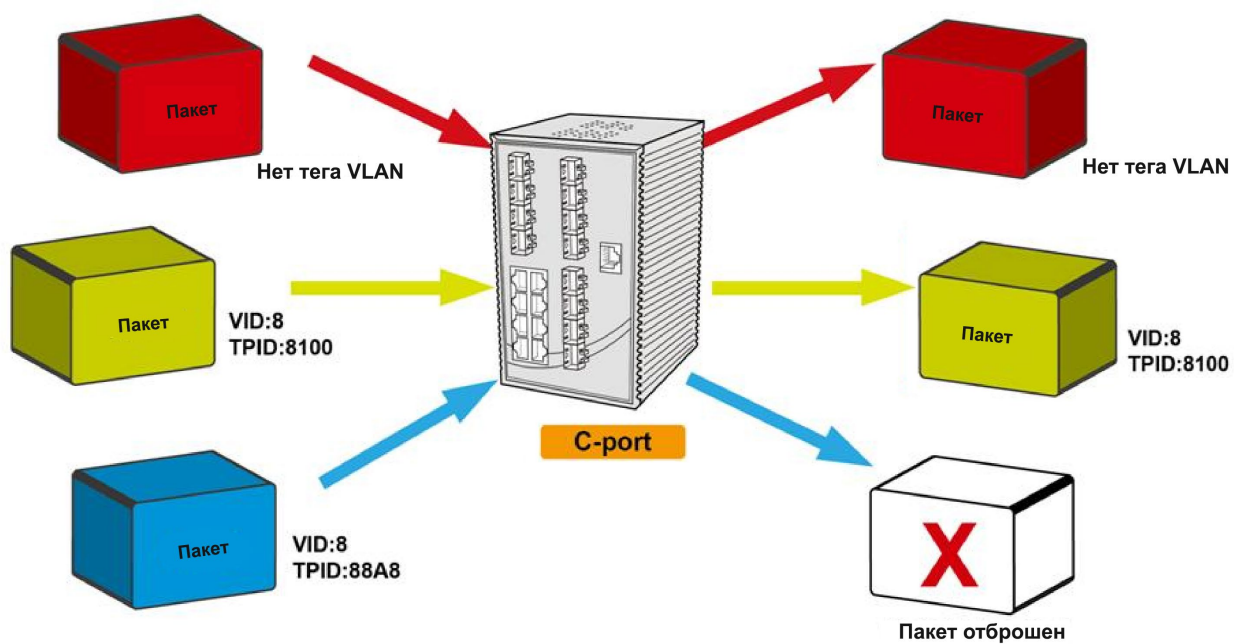 Пакет
Нет тега VLAN
Пакет
Нет тега VLAN
Пакет
VID:8
TPID:8100
Пакет
VID:8
TPID:8100
C-port
Пакет
VID:8
TPID:88A8
X
Пакет отброшен